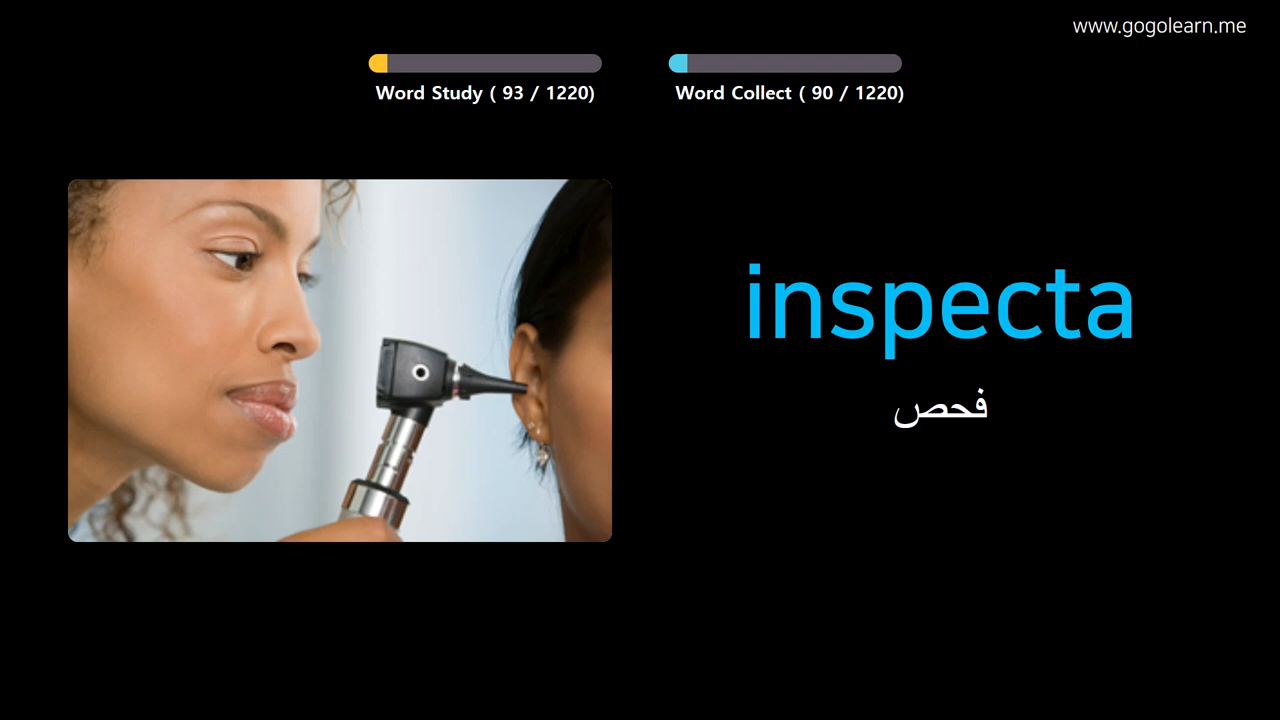 www.gogolearn.me
Word Study ( 93 / 1220)
Word Collect ( 90 / 1220)
inspecta
فحص